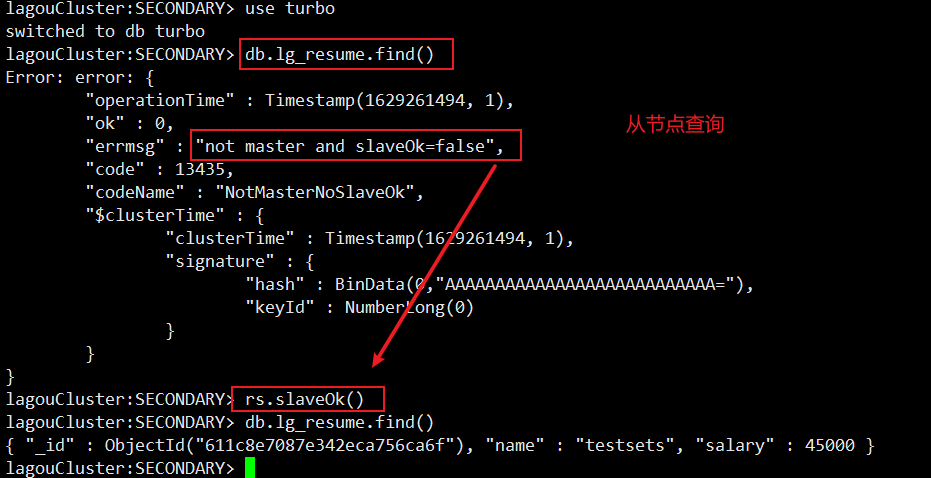 lagouCluster:SECONDARY> use turbo
switched to db turbo
lagouCluster:SECONDARY> db.lg_resume.find()
Error: error: {
"operationTime" : Timestamp(1629261494, 1),
"ok" : 0,
从节点查询
"errmsg" : "not master and slaveOk=false",
"code" : 13435,
"codeName" : "NotMasterNoSlaveOk",
"$clusterTime" : {
"clusterTime" : Timestamp(1629261494, 1),
"signature" : {
"hash" : BinData(0,"AAAAAAAAAAAAAAAAAAAAAAAAAAA="),
"keyId" : NumberLong(0)
}
}
}
lagouCluster:SECONDARY> rs.slaveOk()
lagouCluster:SECONDARY> db.lg_resume.find()
{ "_id" : ObjectId("611c8e7087e342eca756ca6f"), "name" : "testsets", "salary" : 45000 }
lagouCluster:SECONDARY>